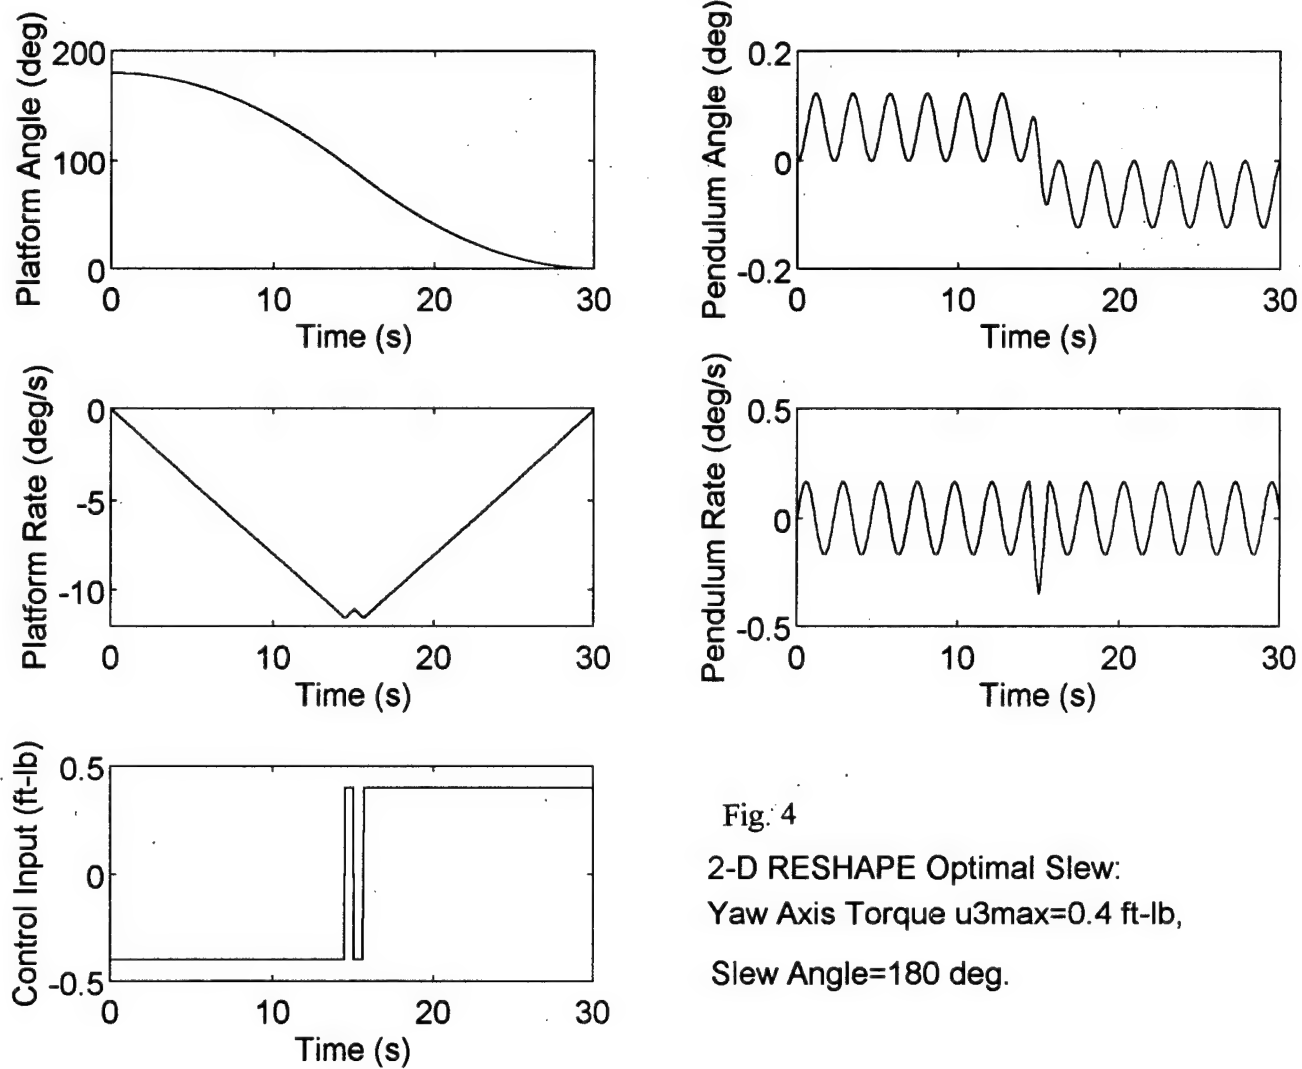 Platform Angle (deg)
200
100
0
0 10 20 30
Time (s)
Pendulum Angle (deg)
0.2
0
-0.2
0 10 20 30
Time (s)
Platform Rate (deg/s)
0
-5
-10
0 10 20 30
Time (s)
Pendulum Rate (deg/s)
0.5
0
-0.5
0 10 20 30
Time (s)
Control Input (ft-lb)
0.5
0
-0.5
0 10 20 30
Time (s)
Fig. 4
2-D RESHAPE Optimal Slew:
Yaw Axis Torque u3max=0.4 ft-lb,
Slew Angle=180 deg.